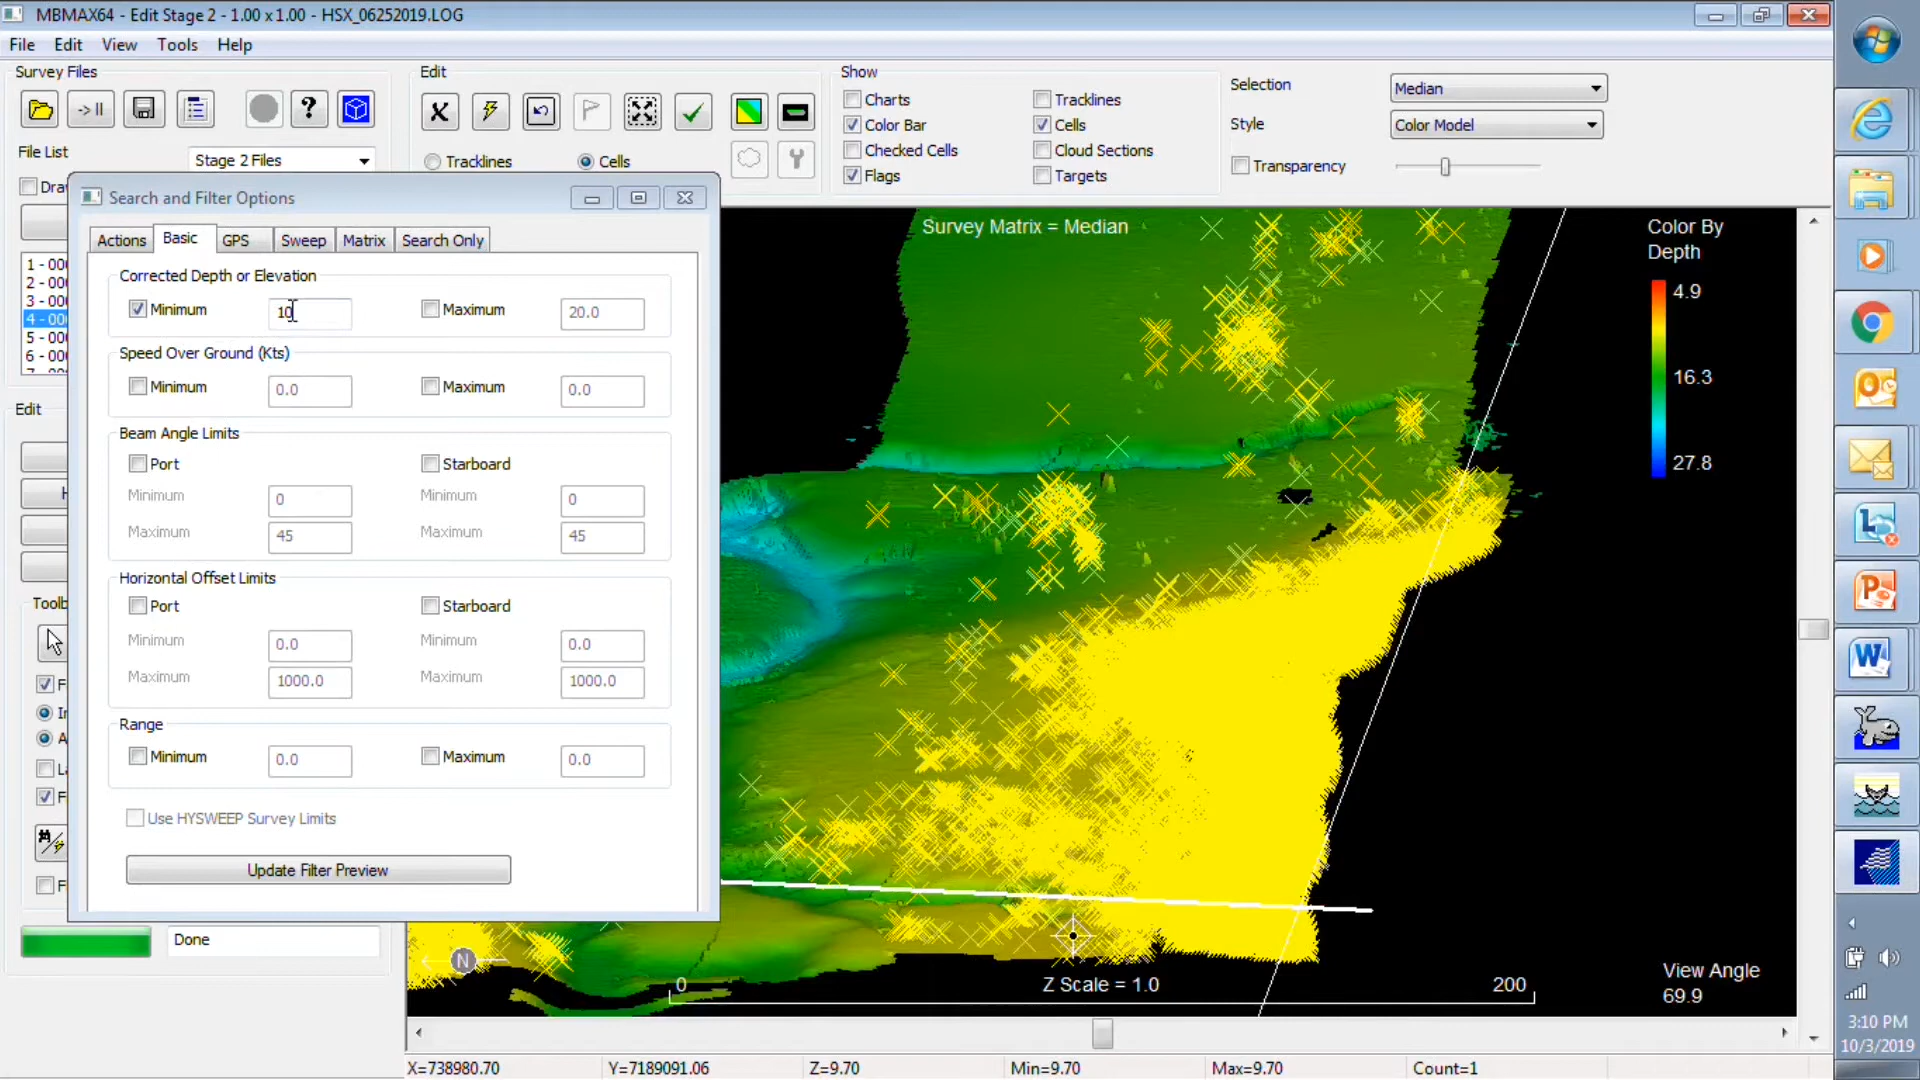 MBMAX64 - Edit Stage 2 - 1.00 x 1.00 - HSX_06252019.LOG
File Edit View Tools Help
Survey Files
Edit
Show
Selection
Median
Charts
Tracklines
Color Bar
Cells
Style
Color Model
File List
Stage 2 Files
Tracklines
Cells
Checked Cells
Cloud Sections
Transparency
Flags
Targets
Search and Filter Options
Actions Basic GPS Sweep Matrix Search Only
Corrected Depth or Elevation
Minimum 10 Maximum 20.0
Speed Over Ground (Kts)
Minimum 0.0 Maximum 0.0
Beam Angle Limits
Port Starboard
Minimum 0 Minimum 0
Maximum 45 Maximum 45
Horizontal Offset Limits
Port Starboard
Minimum 0.0 Minimum 0.0
Maximum 1000.0 Maximum 1000.0
Range
Minimum 0.0 Maximum 0.0
Use HYSWEEP Survey Limits
Update Filter Preview
Edit
Done
Survey Matrix = Median
Color By
Depth
4.9
16.3
27.8
N
0 Z Scale = 1.0 200
View Angle
69.9
X=738980.70 Y=7189091.06 Z=9.70 Min=9.70 Max=9.70 Count=1
3:10 PM
10/3/2019